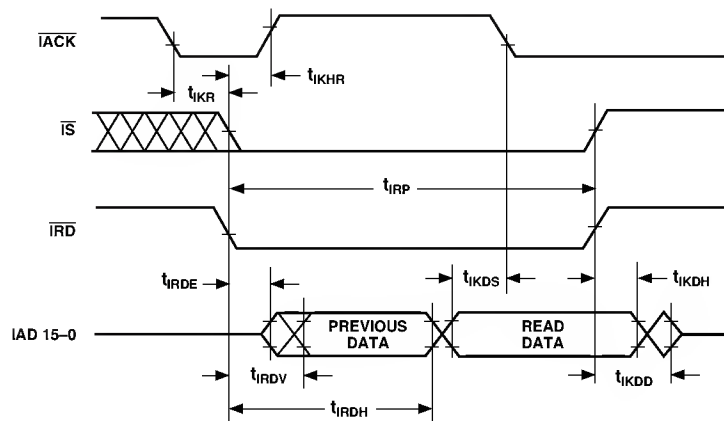 IACK
tIKHR
tIKR
IS
tIRP
IRD
tIRDE
tIKDS
tIKDH
IAD 15–0
PREVIOUS
DATA
READ
DATA
tIRDV
tIKDD
tIRDH